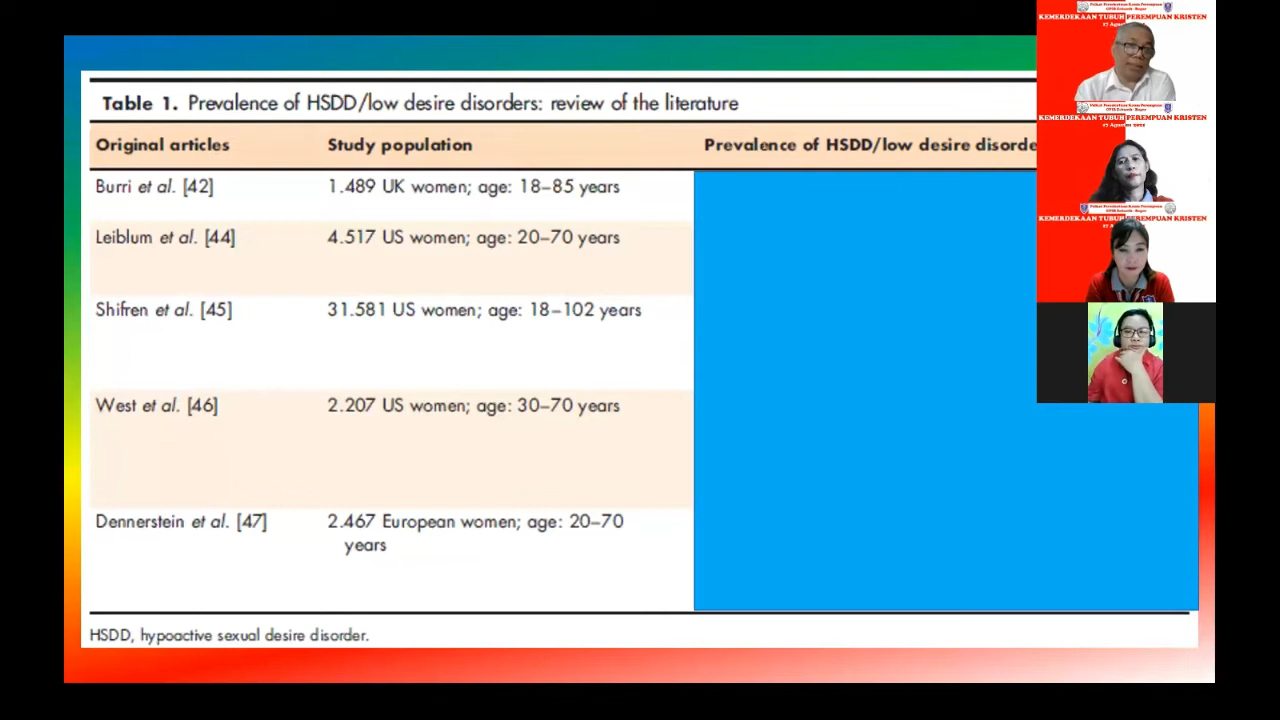 Table 1. Prevalence of HSDD/low desire disorders: review of the literature
Original articles Study population Prevalence of HSDD/low desire disorde
Burri et al. [42] 1.489 UK women; age: 18–85 years
Leiblum et al. [44] 4.517 US women; age: 20–70 years
Shifren et al. [45] 31.581 US women; age: 18–102 years
West et al. [46] 2.207 US women; age: 30–70 years
Dennerstein et al. [47] 2.467 European women; age: 20–70
years
HSDD, hypoactive sexual desire disorder.
KEMERDEKAAN TUBUH PEREMPUAN KRISTEN
KEMERDEKAAN TUBUH PEREMPUAN KRISTEN
KEMERDEKAAN TUBUH PEREMPUAN KRISTEN